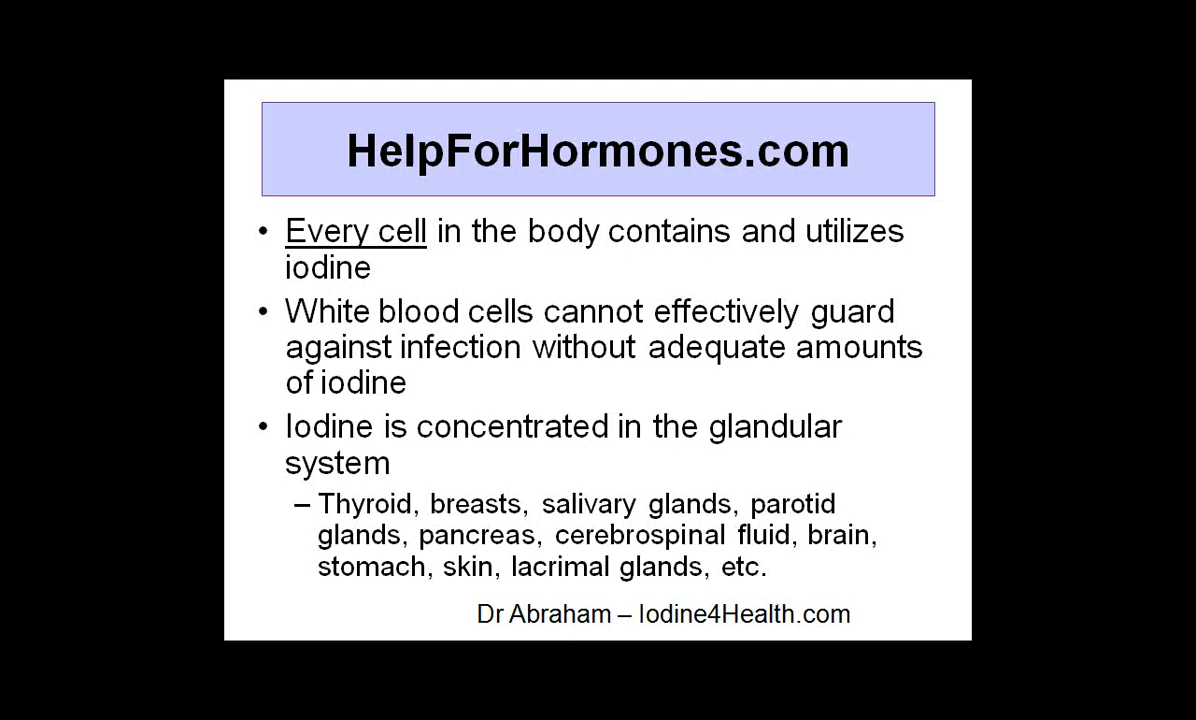 HelpForHormones.com
• Every cell in the body contains and utilizes
iodine
• White blood cells cannot effectively guard
against infection without adequate amounts
of iodine
• Iodine is concentrated in the glandular
system
– Thyroid, breasts, salivary glands, parotid
glands, pancreas, cerebrospinal fluid, brain,
stomach, skin, lacrimal glands, etc.
Dr Abraham – Iodine4Health.com